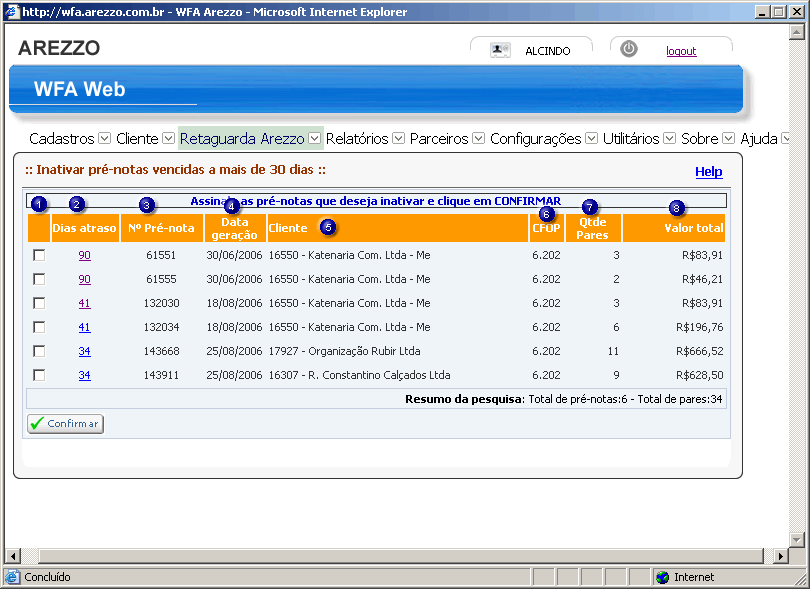 http://wfa.arezzo.com.br - WFA Arezzo - Microsoft Internet Explorer
AREZZO
ALCINDO
logout
WFA Web
Cadastros Cliente Retaguarda Arezzo Relatórios Parceiros Configurações Utilitários Sobre Ajuda
:: Inativar pré-notas vencidas a mais de 30 dias ::
Help
as pré-notas que deseja inativar e clique em CONFIRMAR
1 2 3 4 5 6 7 8
Dias atraso Nº Pré-nota Data geração Cliente CFOP Qtde Pares Valor total
90 61551 30/06/2006 16550 - Katenaria Com. Ltda - Me 6.202 3 R$83,91
90 61555 30/06/2006 16550 - Katenaria Com. Ltda - Me 6.202 2 R$46,21
41 132030 18/08/2006 16550 - Katenaria Com. Ltda - Me 6.202 3 R$83,91
41 132034 18/08/2006 16550 - Katenaria Com. Ltda - Me 6.202 6 R$196,76
34 143668 25/08/2006 17927 - Organização Rubir Ltda 6.202 11 R$666,52
34 143911 25/08/2006 16307 - R. Constantino Calçados Ltda 6.202 9 R$628,50
Resumo da pesquisa: Total de pré-notas:6 - Total de pares:34
Confirmar
Concluído
Internet